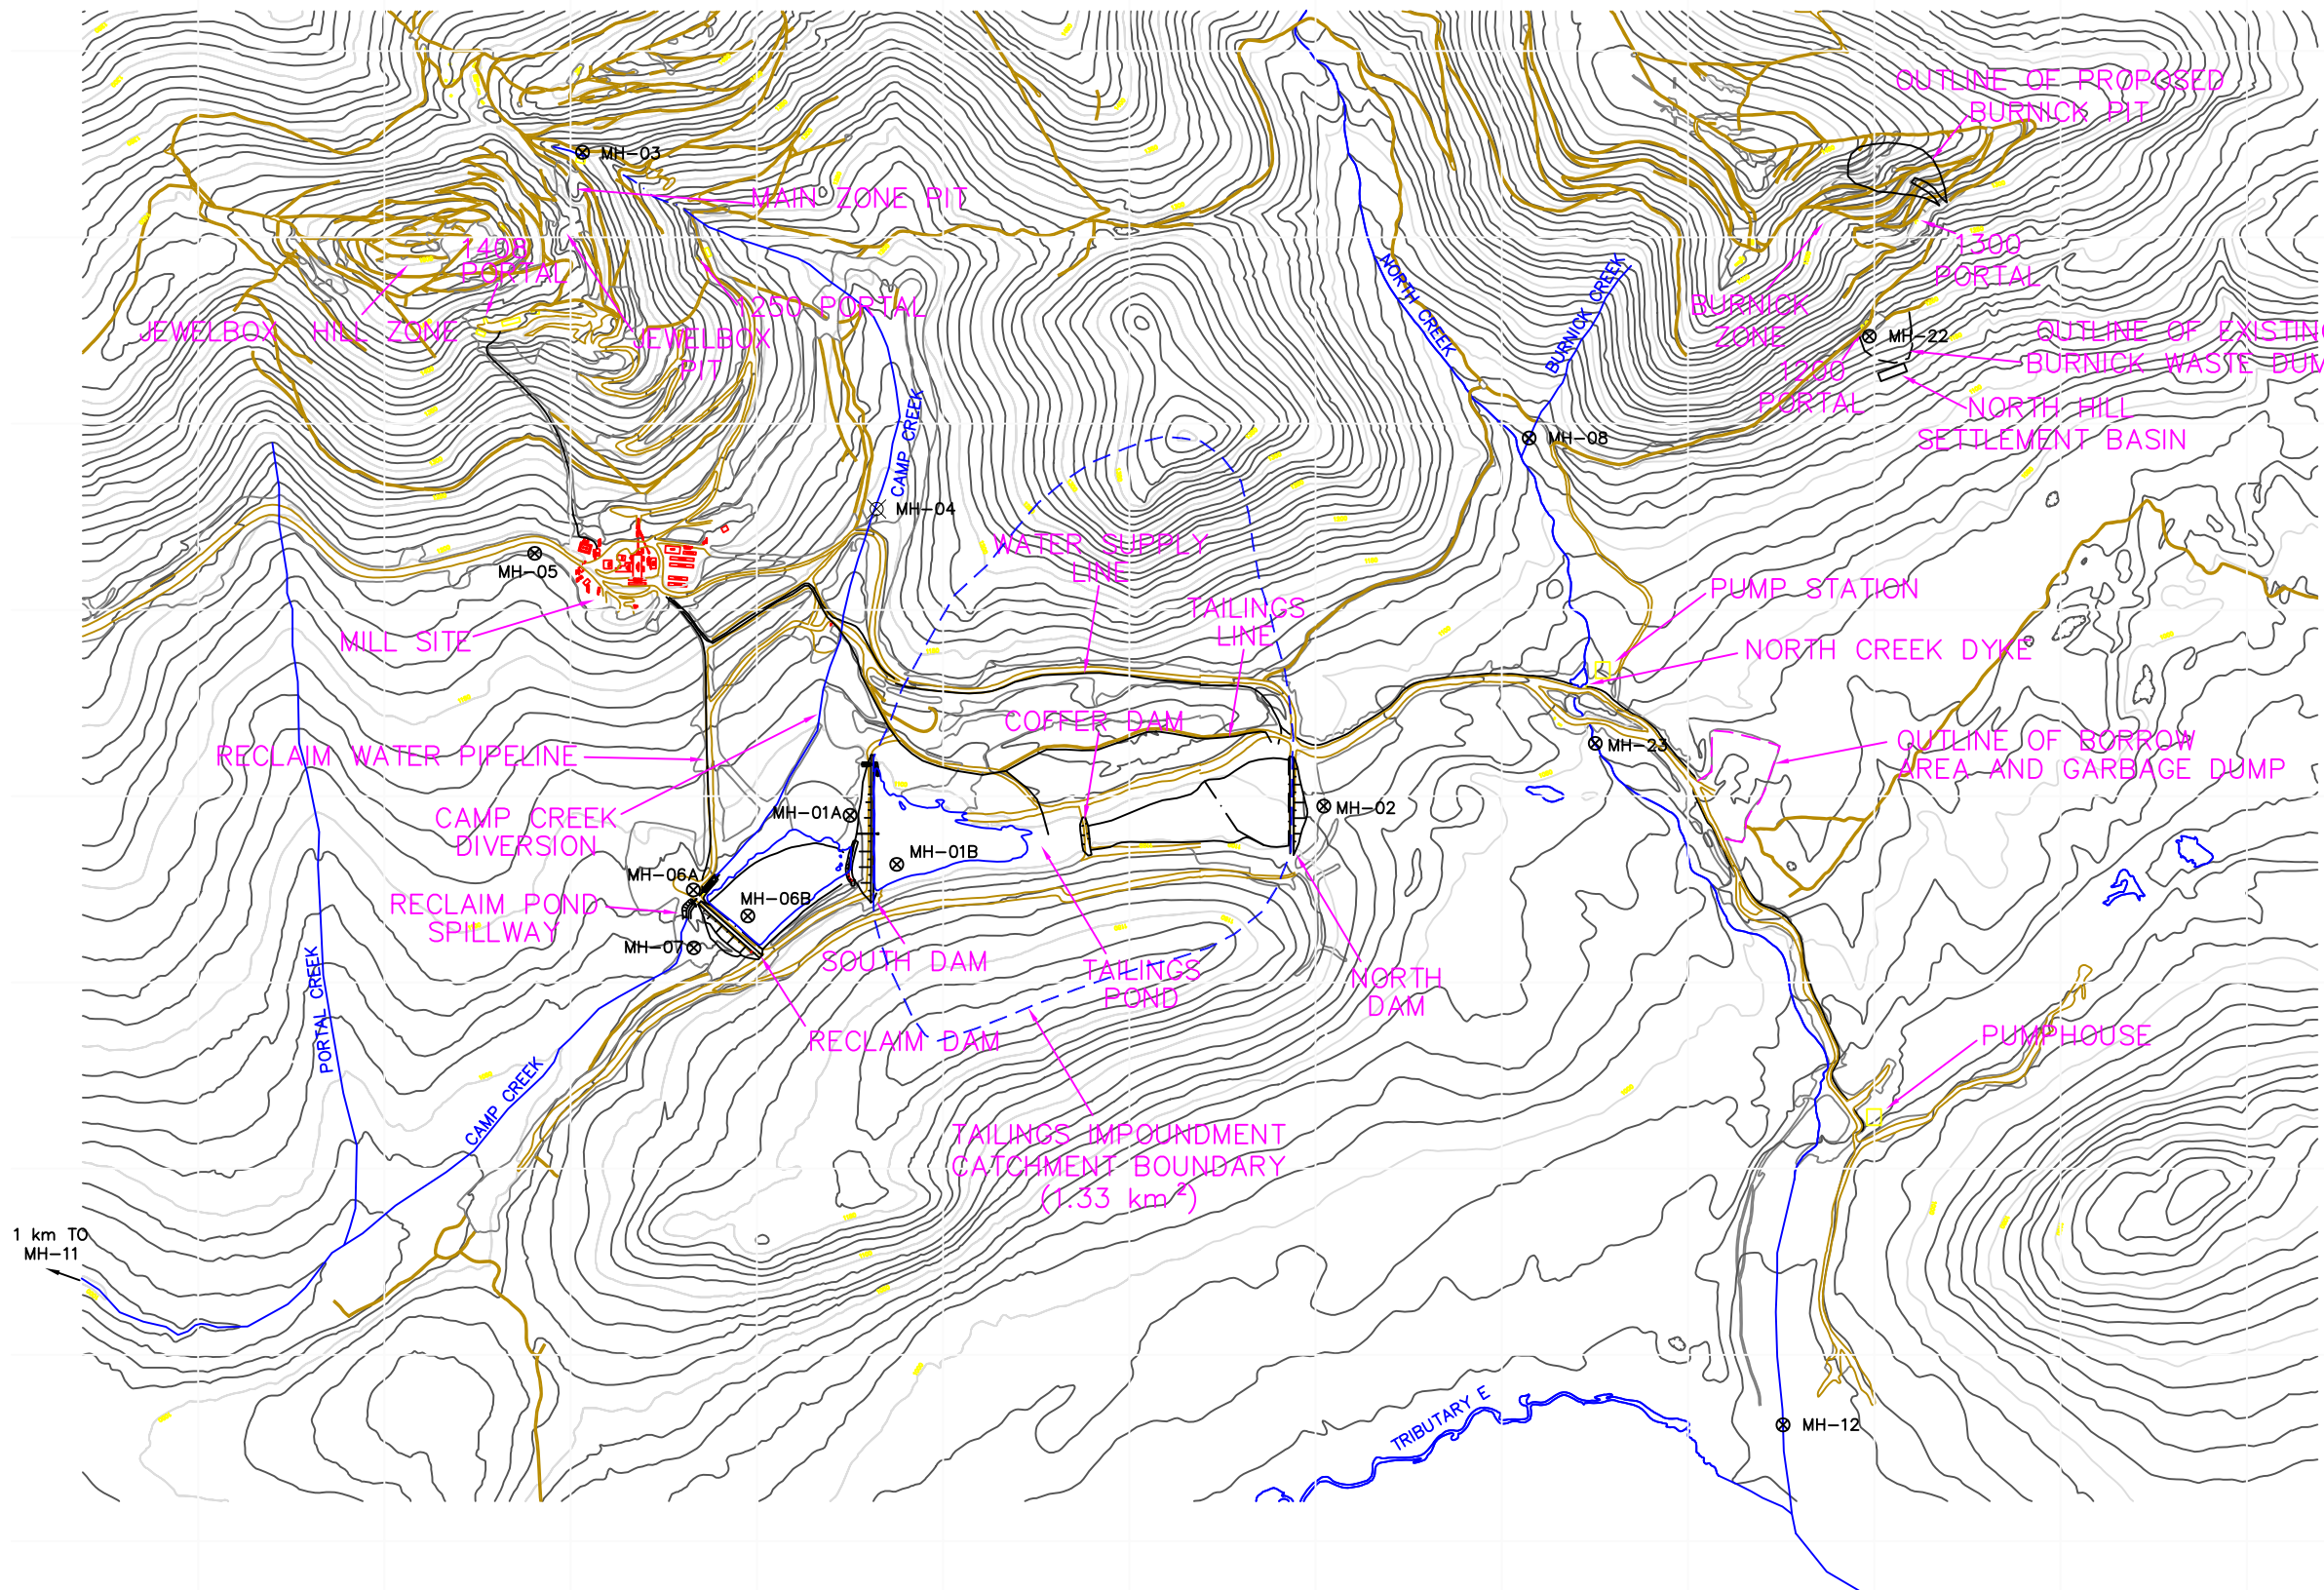 OUTLINE OF PROPOSED
BURNICK PIT
MH-03
MAIN ZONE PIT
1408
PORTAL
1300
PORTAL
NORTH CREEK
BURNICK CREEK
1250 PORTAL
BURNICK
ZONE
JEWELBOX HILL ZONE
JEWELBOX
PIT
MH-22
OUTLINE OF EXISTING
BURNICK WASTE DUM
1200
PORTAL
NORTH HILL
SETTLEMENT BASIN
CAMP CREEK
MH-08
MH-04
WATER SUPPLY
LINE
MH-05
PUMP STATION
TAILINGS
LINE
MILL SITE
NORTH CREEK DYKE
COFFER DAM
RECLAIM WATER PIPELINE
MH-23
OUTLINE OF BORROW
AREA AND GARBAGE DUMP
CAMP CREEK
DIVERSION
MH-01A
MH-02
MH-01B
MH-06A
MH-06B
RECLAIM POND
SPILLWAY
MH-07
SOUTH DAM
TAILINGS
POND
NORTH
DAM
PORTAL CREEK
RECLAIM DAM
PUMPHOUSE
CAMP CREEK
TAILINGS IMPOUNDMENT
CATCHMENT BOUNDARY
(1.33 km²)
1 km TO
MH-11
TRIBUTARY E
MH-12